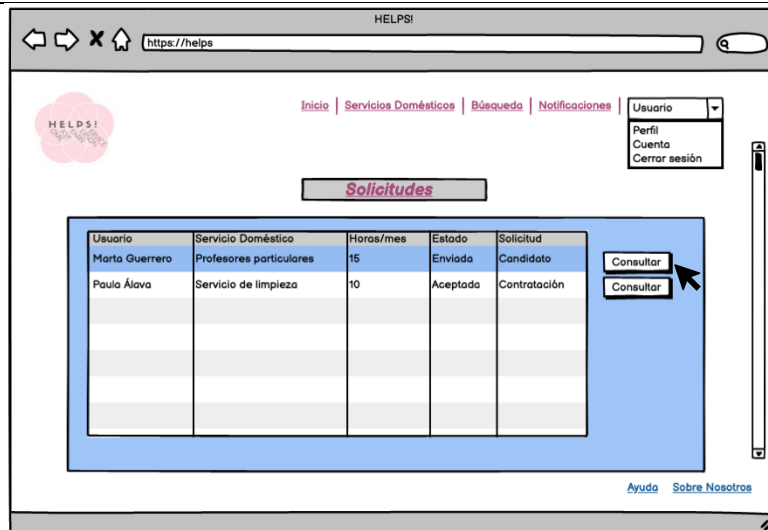 HELPS!
https://helps
HELPS!
Inicio | Servicios Domésticos | Búsqueda | Notificaciones | Usuario
Perfil
Cuenta
Cerrar sesión
Solicitudes
Usuario Servicio Doméstico Horas/mes Estado Solicitud
Marta Guerrero Profesores particulares 15 Enviada Candidato Consultar
Paula Álava Servicio de limpieza 10 Aceptada Contratación Consultar
Ayuda Sobre Nosotros